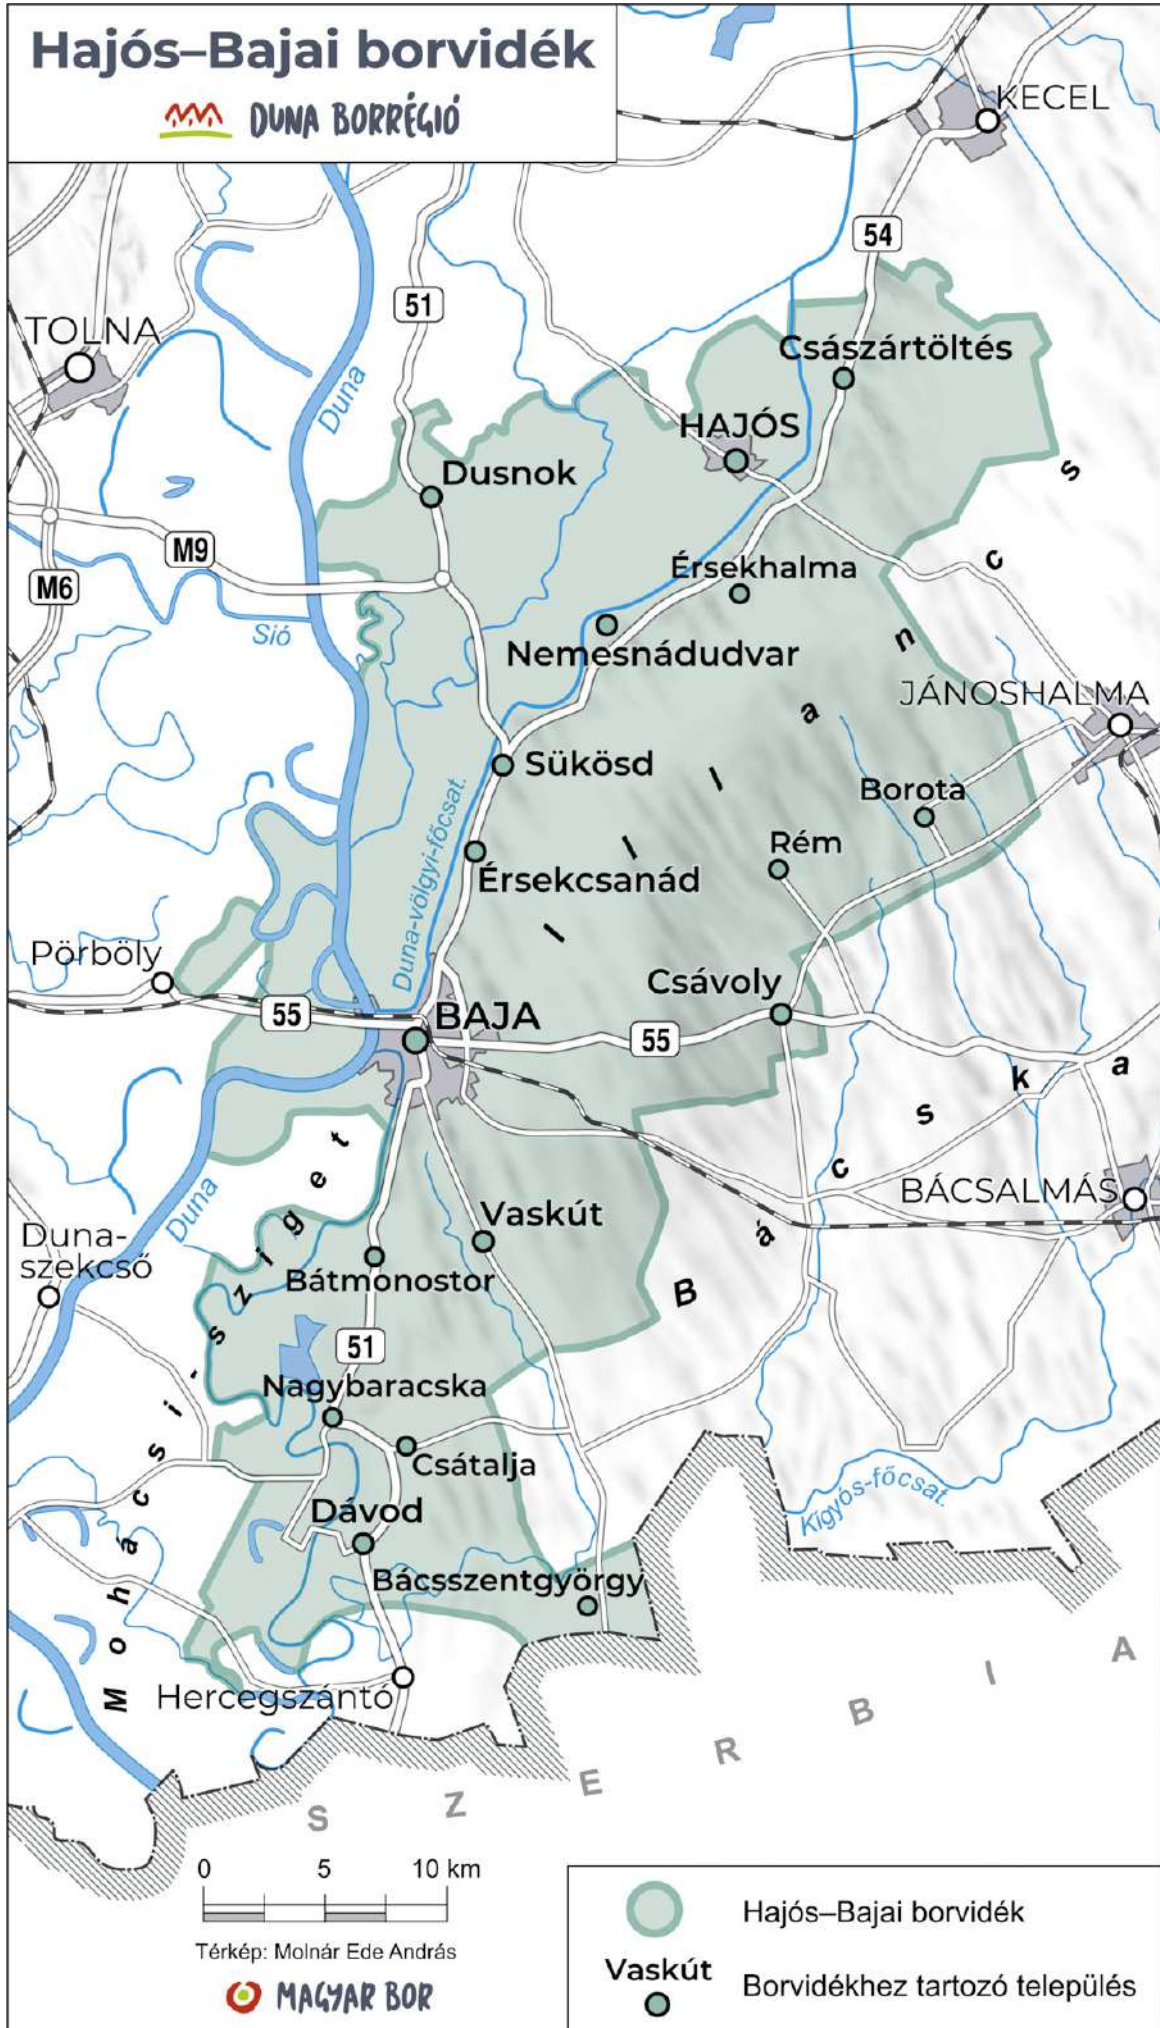 Hajós–Bajai borvidék
DUNA BORRÉGIÓ
KECEL
54
51
TOLNA
Császártöltés
Duna
HAJÓS
Dusnok
M9
Érsekhalma
M6
Sió
Nemesnádudvar
JÁNOSHALMA
Illancs
Sükösd
Borota
Rém
Duna-völgyi-főcsat.
Érsekcsanád
Pörböly
Csávoly
55
BAJA
55
Bácska
BÁCSALMÁS
Duna
Vaskút
Duna-
szekcső
Bátmonostor
51
Nagybaracska
Csátalja
Mohácsi-sziget
Kígyós-főcsat.
Dávod
Bácsszentgyörgy
Hercegszántó
SZERBIA
0 5 10 km
Térkép: Molnár Ede András
MAGYAR BOR
Hajós–Bajai borvidék
Vaskút
Borvidékhez tartozó település